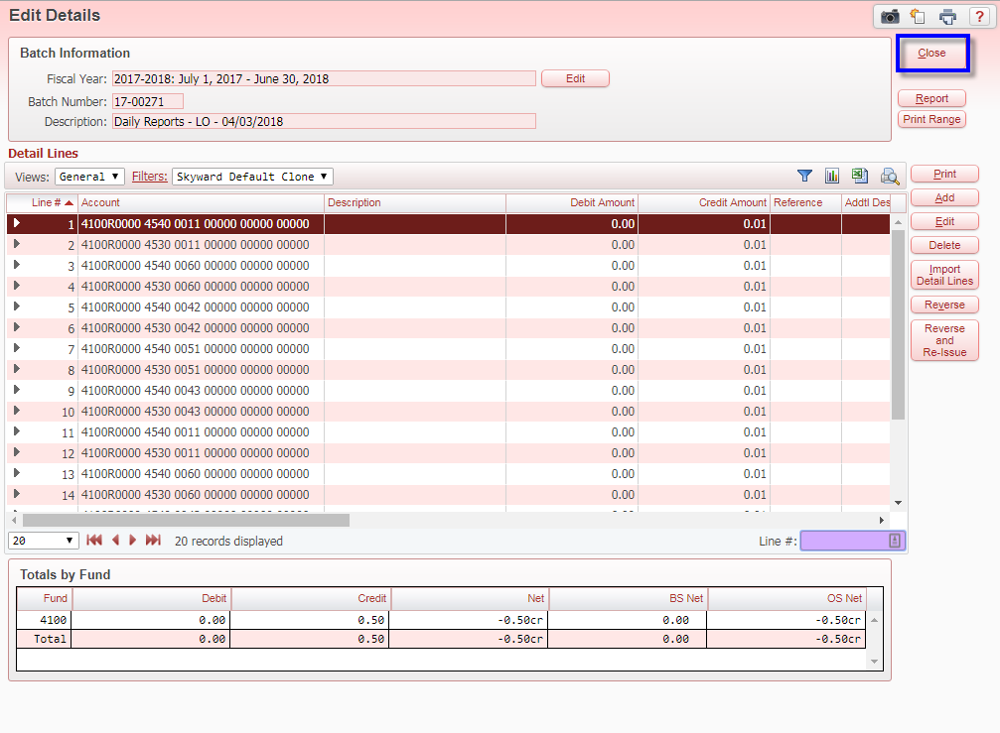 Edit Details
?
Batch Information
Close
Fiscal Year: 2017-2018: July 1, 2017 - June 30, 2018 Edit
Batch Number: 17-00271
Report
Description: Daily Reports - LO - 04/03/2018
Print Range
Detail Lines
Views: General Filters: Skyward Default Clone
Print
Line # Account Description Debit Amount Credit Amount Reference Addtl Des
Add
1 4100R0000 4540 0011 00000 00000 00000 0.00 0.01
Edit
2 4100R0000 4530 0011 00000 00000 00000 0.00 0.01
Delete
3 4100R0000 4540 0060 00000 00000 00000 0.00 0.01
Import
Detail Lines
4 4100R0000 4530 0060 00000 00000 00000 0.00 0.01
5 4100R0000 4540 0042 00000 00000 00000 0.00 0.01
Reverse
6 4100R0000 4530 0042 00000 00000 00000 0.00 0.01
Reverse
and
Re-Issue
7 4100R0000 4540 0051 00000 00000 00000 0.00 0.01
8 4100R0000 4530 0051 00000 00000 00000 0.00 0.01
9 4100R0000 4540 0043 00000 00000 00000 0.00 0.01
10 4100R0000 4530 0043 00000 00000 00000 0.00 0.01
11 4100R0000 4540 0011 00000 00000 00000 0.00 0.01
12 4100R0000 4530 0011 00000 00000 00000 0.00 0.01
13 4100R0000 4540 0060 00000 00000 00000 0.00 0.01
14 4100R0000 4530 0060 00000 00000 00000 0.00 0.01
20 20 records displayed Line #:
Totals by Fund
Fund Debit Credit Net BS Net OS Net
4100 0.00 0.50 -0.50cr 0.00 -0.50cr
Total 0.00 0.50 -0.50cr 0.00 -0.50cr